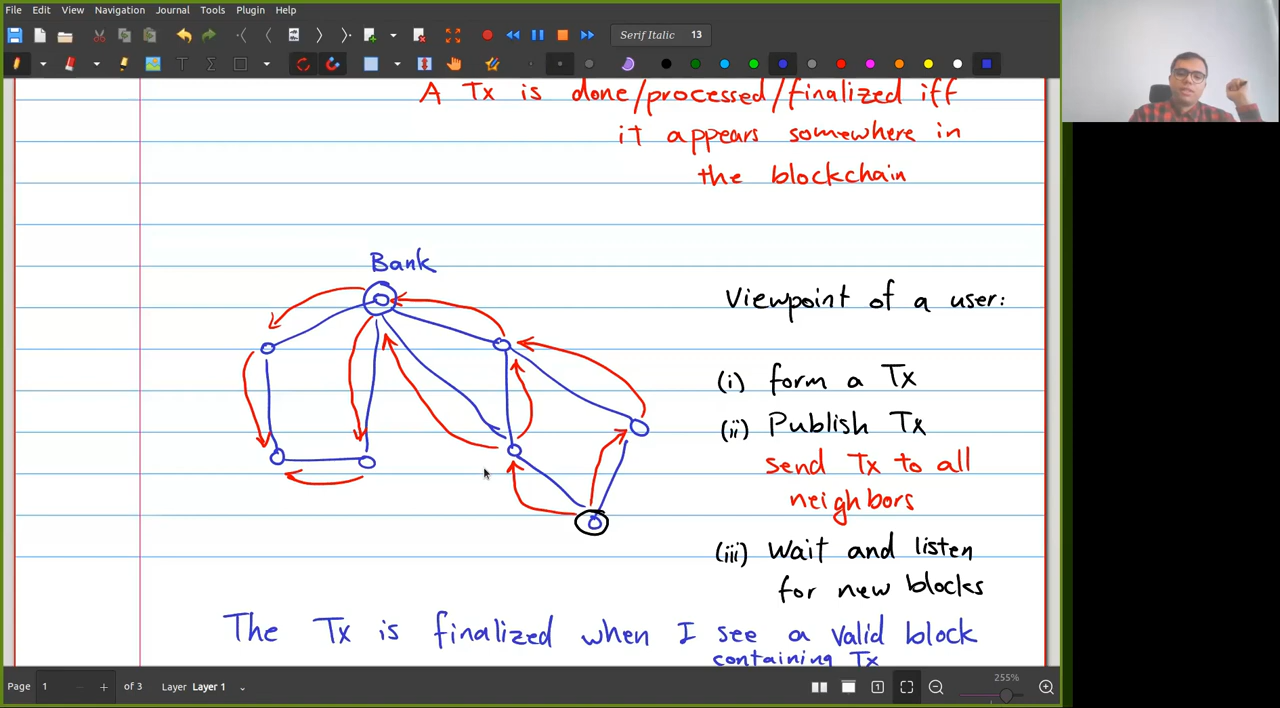 File Edit View Navigation Journal Tools Plugin Help
Serif Italic 13
A Tx is done/processed/finalized iff
it appears somewhere in
the blockchain
Bank
Viewpoint of a user:
(i) form a Tx
(ii) Publish Tx
send Tx to all
neighbors
(iii) Wait and listen
for new blocks
The Tx is finalized when I see a valid block
containing Tx
Page 1 of 3 Layer Layer 1 255%